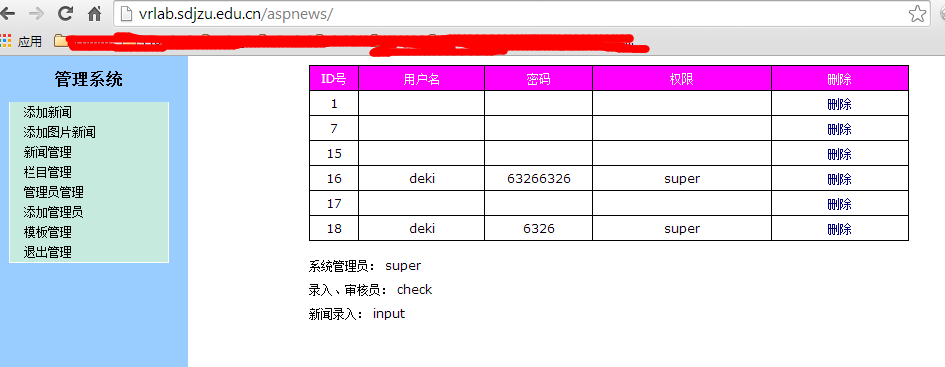 vrlab.sdjzu.edu.cn/aspnews/
应用
管理系统
添加新闻
添加图片新闻
新闻管理
栏目管理
管理员管理
添加管理员
模板管理
退出管理
ID号 用户名 密码 权限 删除
1 删除
7 删除
15 删除
16 deki 63266326 super 删除
17 删除
18 deki 6326 super 删除
系统管理员： super
录入、审核员： check
新闻录入： input